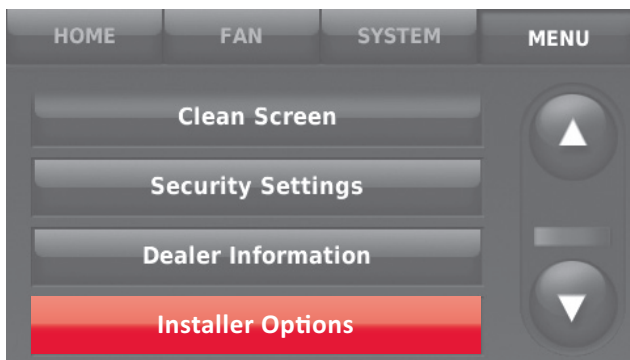 HOME FAN SYSTEM MENU
Clean Screen
Security Settings
Dealer Information
Installer Options